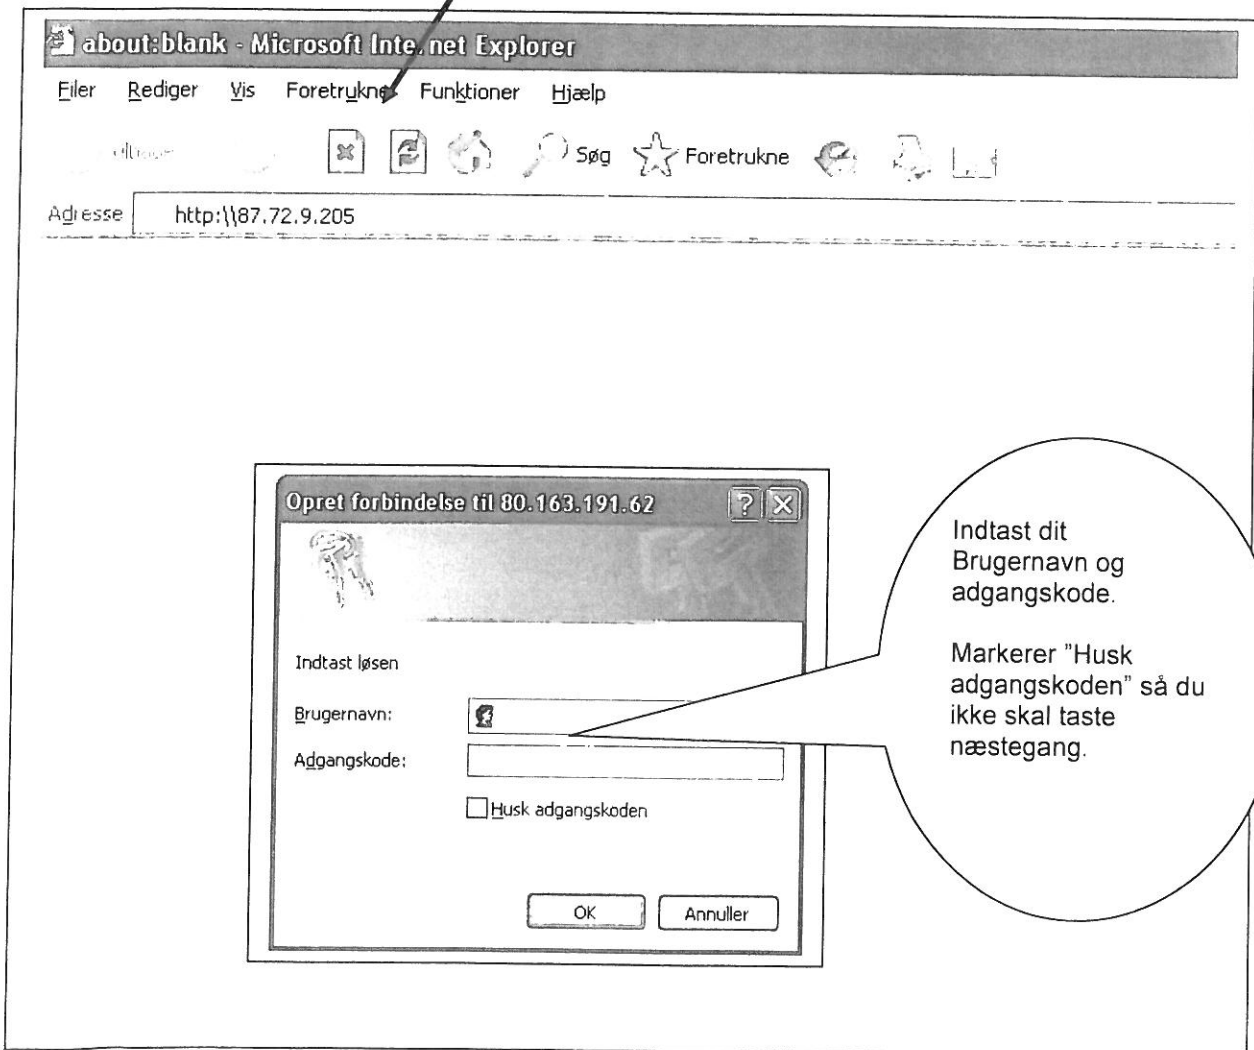 about:blank - Microsoft Internet Explorer
Filer Rediger Vis Foretrukne Funktioner Hjælp
Søg Foretrukne
Adresse http:\\87.72.9.205
Opret forbindelse til 80.163.191.62
Indtast løsen
Brugernavn:
Adgangskode:
Husk adgangskoden
OK Annuller
Indtast dit
Brugernavn og
adgangskode.
Markerer "Husk
adgangskoden" så du
ikke skal taste
næstegang.